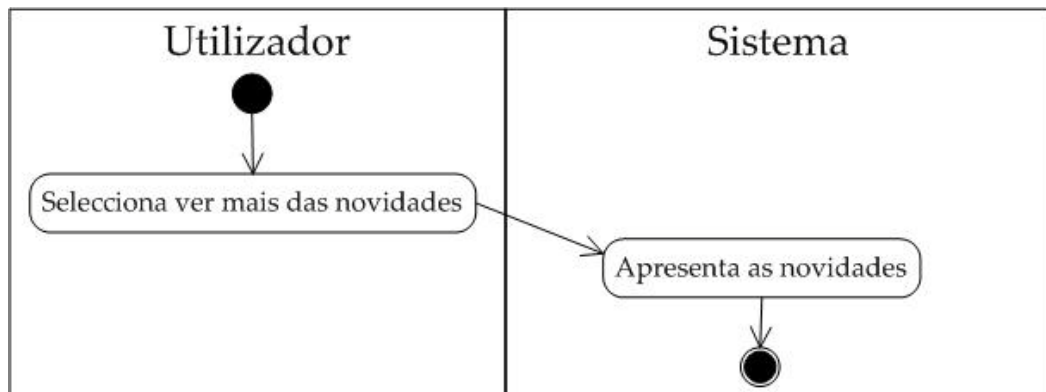 Utilizador
Sistema
Selecciona ver mais das novidades
Apresenta as novidades